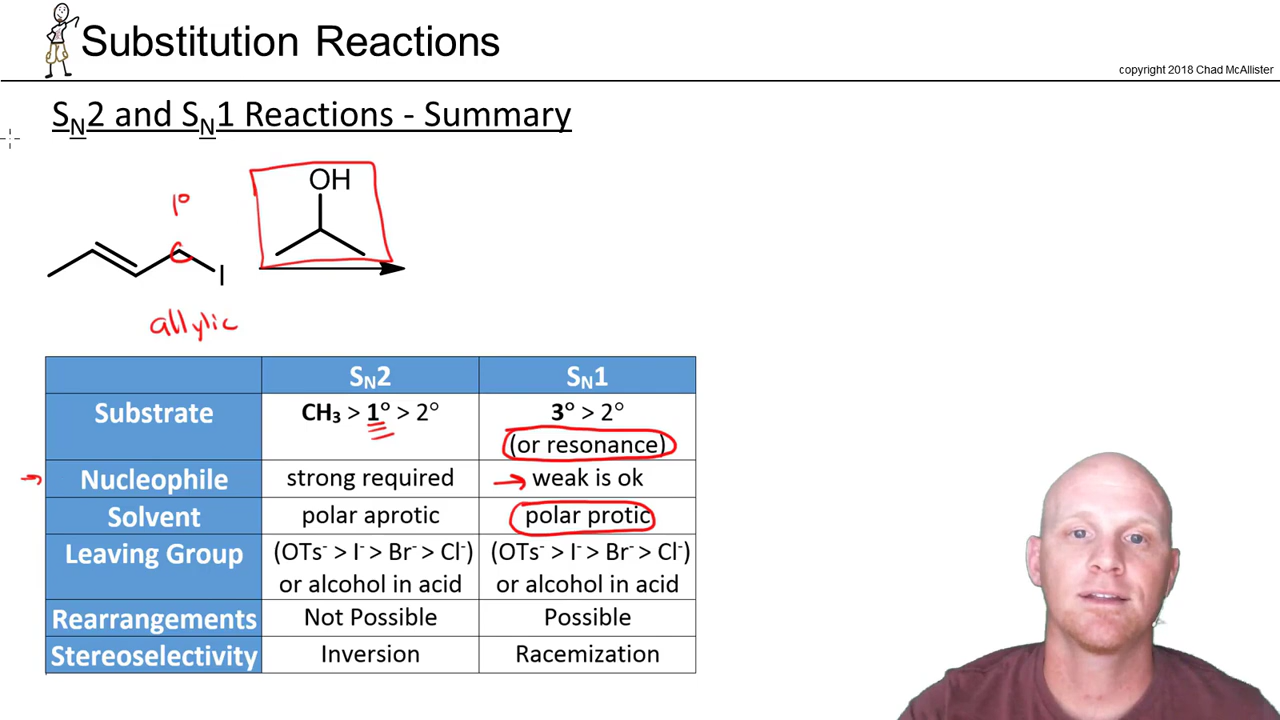 Substitution Reactions
copyright 2018 Chad McAllister
SN2 and SN1 Reactions - Summary
OH
1°
I
allylic
SN2 SN1
Substrate CH3 > 1° > 2° 3° > 2°
(or resonance)
Nucleophile strong required weak is ok
Solvent polar aprotic polar protic
Leaving Group (OTs- > I- > Br- > Cl-) (OTs- > I- > Br- > Cl-)
or alcohol in acid or alcohol in acid
Rearrangements Not Possible Possible
Stereoselectivity Inversion Racemization